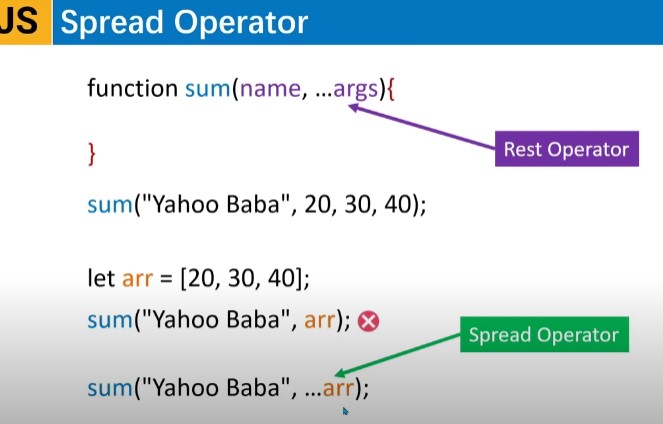 JS Spread Operator
function sum(name, ...args){
Rest Operator
}
sum("Yahoo Baba", 20, 30, 40);
let arr = [20, 30, 40];
sum("Yahoo Baba", arr);
Spread Operator
sum("Yahoo Baba", ...arr);